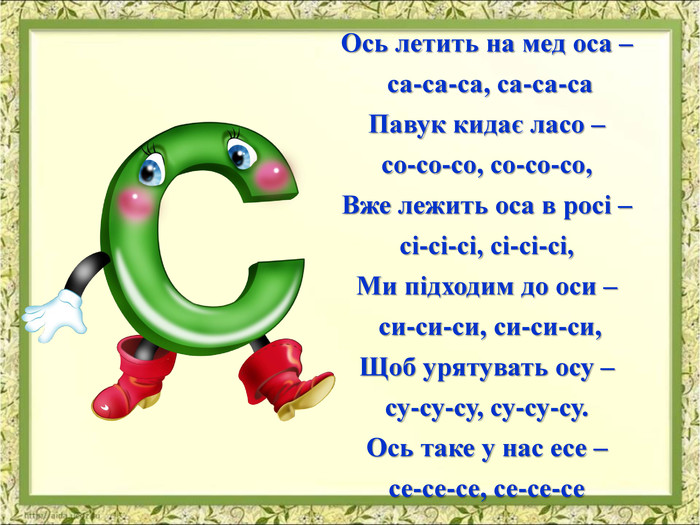 Ось летить на мед оса –
са-са-са, са-са-са
Павук кидає ласо –
со-со-со, со-со-со,
Вже лежить оса в росі –
сі-сі-сі, сі-сі-сі,
Ми підходим до оси –
си-си-си, си-си-си,
Щоб урятувать осу –
су-су-су, су-су-су.
Ось таке у нас есе –
се-се-се, се-се-се